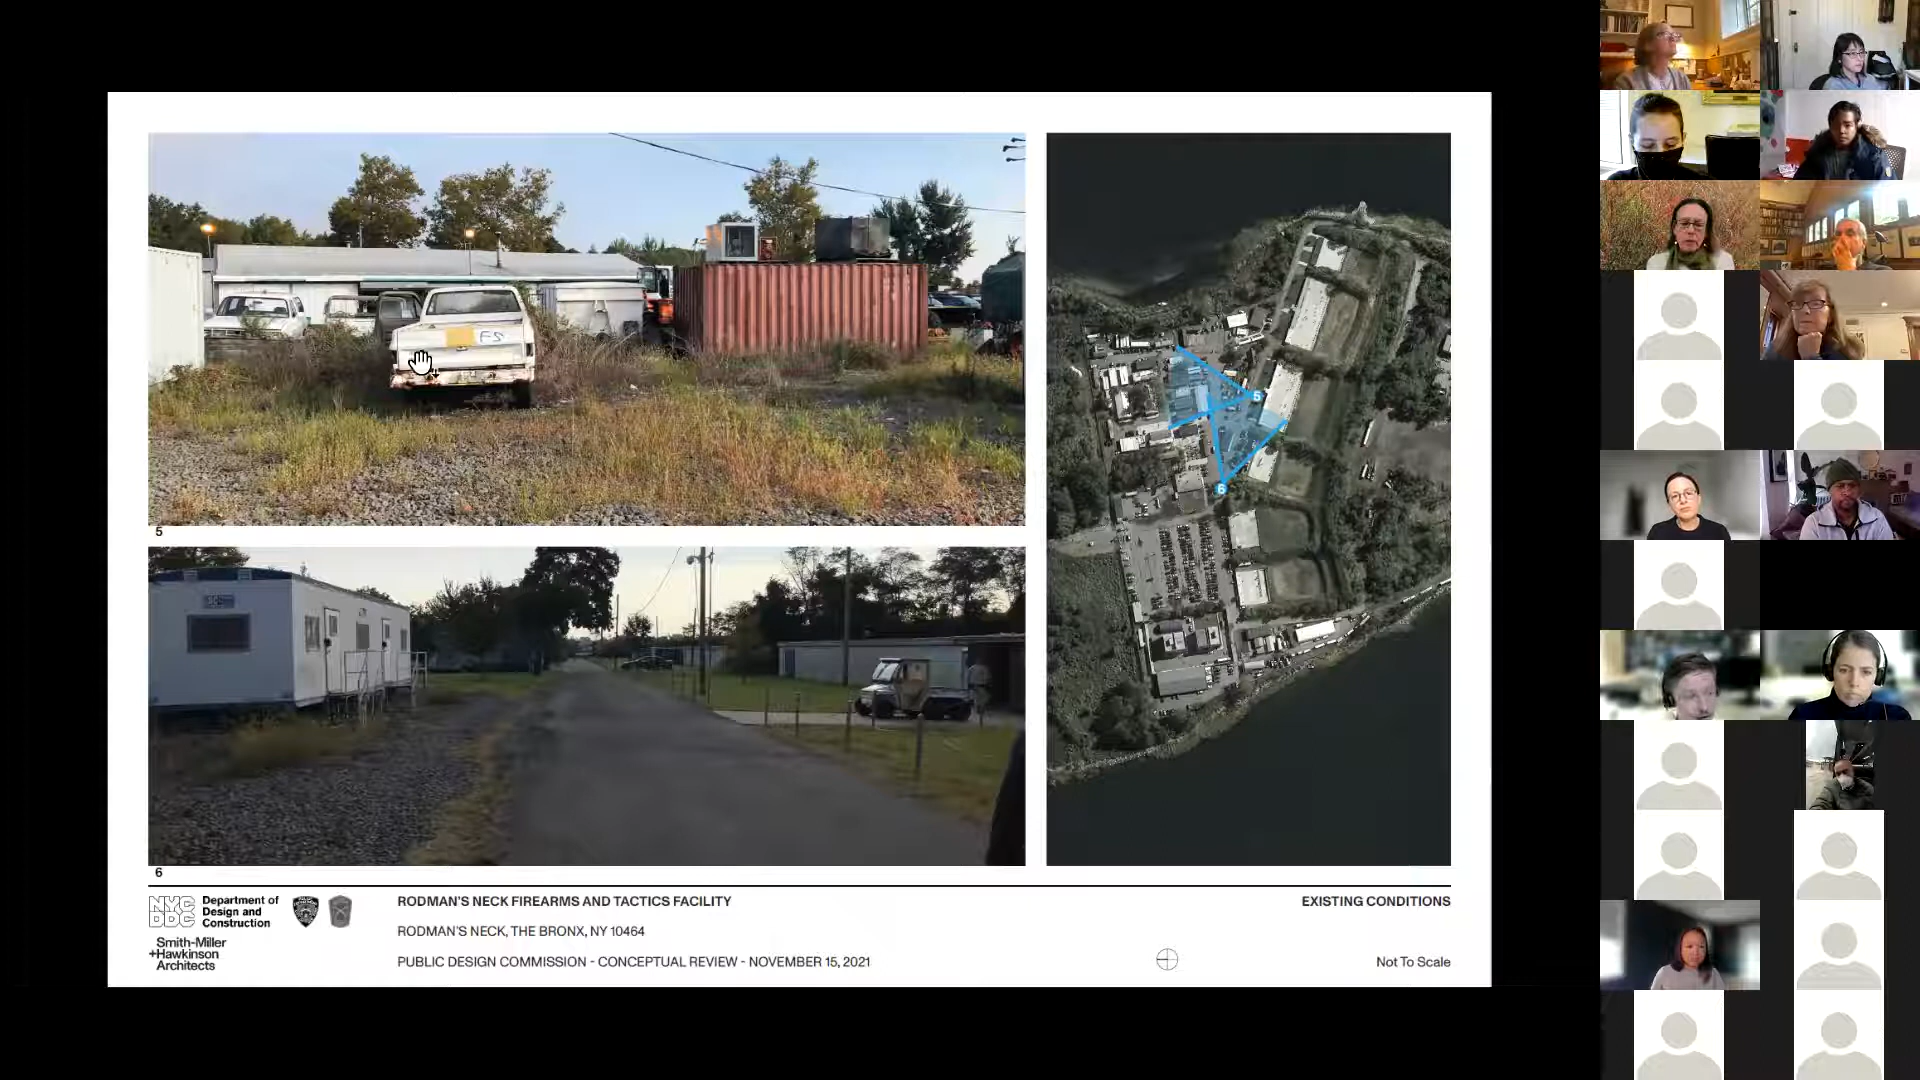 FS
5
6
5
6
NYC
DDC
Department of
Design and
Construction
Smith-Miller
+Hawkinson
Architects
RODMAN'S NECK FIREARMS AND TACTICS FACILITY
RODMAN'S NECK, THE BRONX, NY 10464
PUBLIC DESIGN COMMISSION - CONCEPTUAL REVIEW - NOVEMBER 15, 2021
EXISTING CONDITIONS
Not To Scale